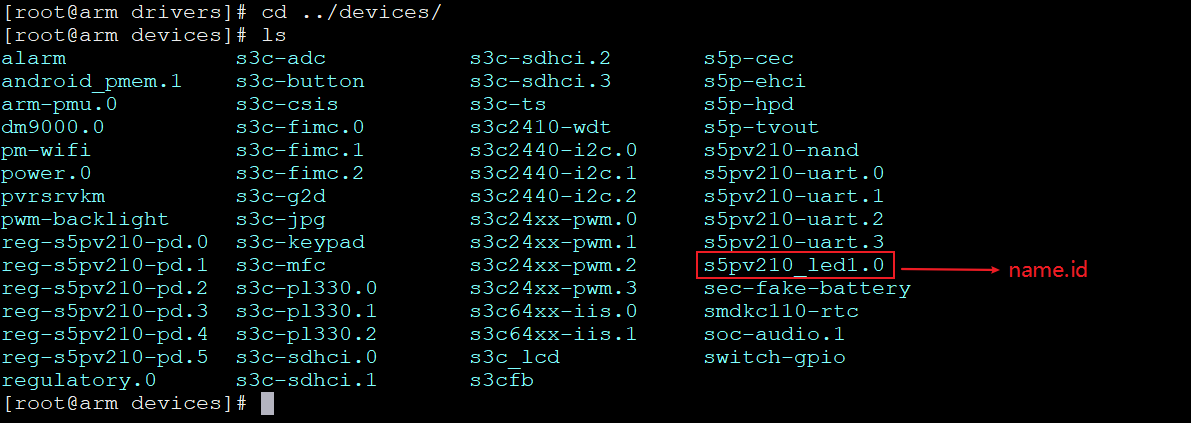 [root@arm drivers]# cd ../devices/
[root@arm devices]# ls
alarm s3c-adc s3c-sdhci.2 s5p-cec
android_pmem.1 s3c-button s3c-sdhci.3 s5p-ehci
arm-pmu.0 s3c-csis s3c-ts s5p-hpd
dm9000.0 s3c-fimc.0 s3c2410-wdt s5p-tvout
pm-wifi s3c-fimc.1 s3c2440-i2c.0 s5pv210-nand
power.0 s3c-fimc.2 s3c2440-i2c.1 s5pv210-uart.0
pvrsrvkm s3c-g2d s3c2440-i2c.2 s5pv210-uart.1
pwm-backlight s3c-jpg s3c24xx-pwm.0 s5pv210-uart.2
reg-s5pv210-pd.0 s3c-keypad s3c24xx-pwm.1 s5pv210-uart.3
reg-s5pv210-pd.1 s3c-mfc s3c24xx-pwm.2 s5pv210_led1.0 name.id
reg-s5pv210-pd.2 s3c-pl330.0 s3c24xx-pwm.3 sec-fake-battery
reg-s5pv210-pd.3 s3c-pl330.1 s3c64xx-iis.0 smdkc110-rtc
reg-s5pv210-pd.4 s3c-pl330.2 s3c64xx-iis.1 soc-audio.1
reg-s5pv210-pd.5 s3c-sdhci.0 s3c_lcd switch-gpio
regulatory.0 s3c-sdhci.1 s3cfb
[root@arm devices]#